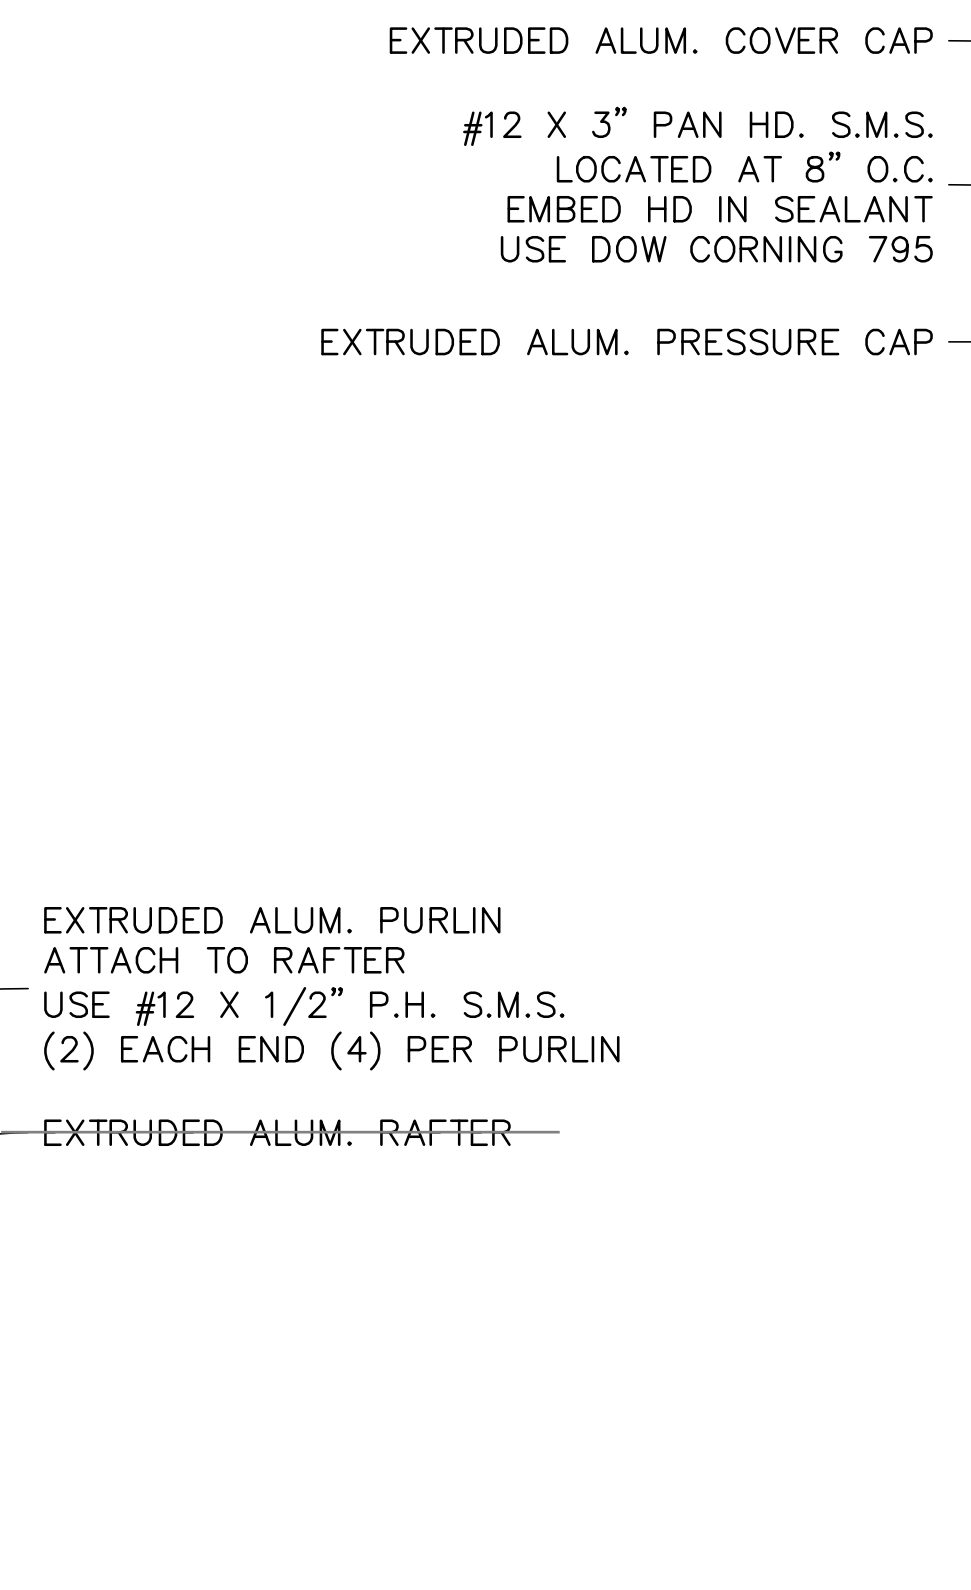 EXTRUDED ALUM. COVER CAP
#12 X 3” PAN HD. S.M.S.
LOCATED AT 8” O.C.
EMBED HD IN SEALANT
USE DOW CORNING 795
EXTRUDED ALUM. PRESSURE CAP
EXTRUDED ALUM. PURLIN
ATTACH TO RAFTER
USE #12 X 1/2” P.H. S.M.S.
(2) EACH END (4) PER PURLIN
EXTRUDED ALUM. RAFTER